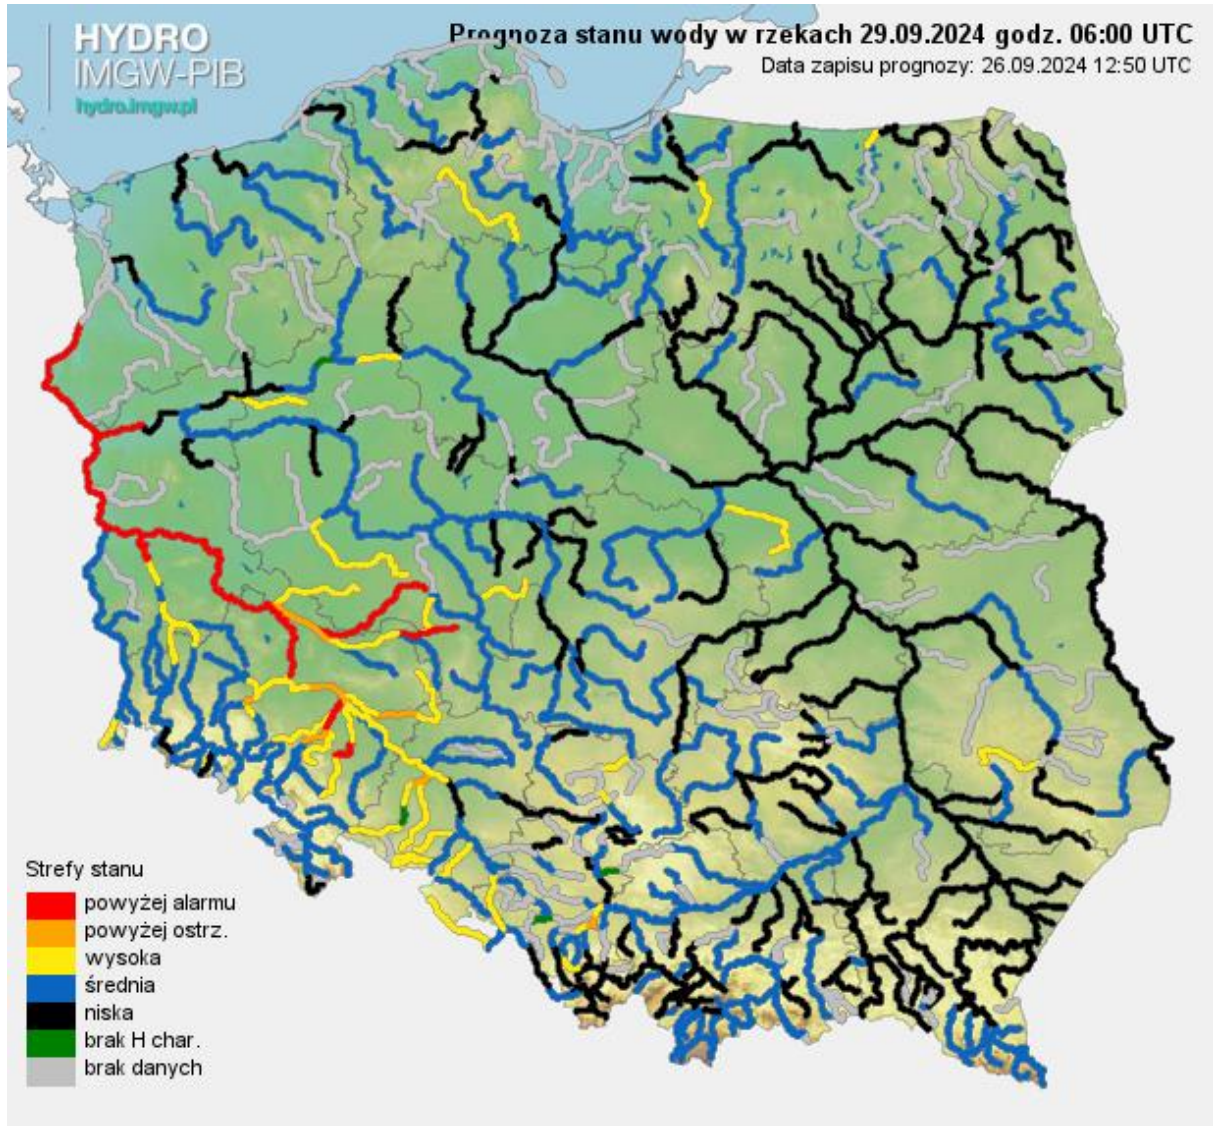 HYDRO
IMGW-PIB
hydro.imgw.pl
Prognoza stanu wody w rzekach 29.09.2024 godz. 06:00 UTC
Data zapisu prognozy: 26.09.2024 12:50 UTC
Strefy stanu
powyżej alarmu
powyżej ostrz.
wysoka
średnia
niska
brak H char.
brak danych